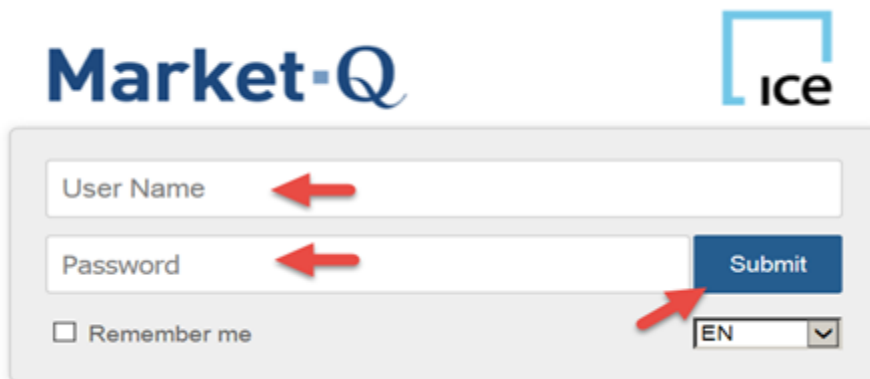 Market-Q
ICE
User Name
Password
Submit
Remember me
EN